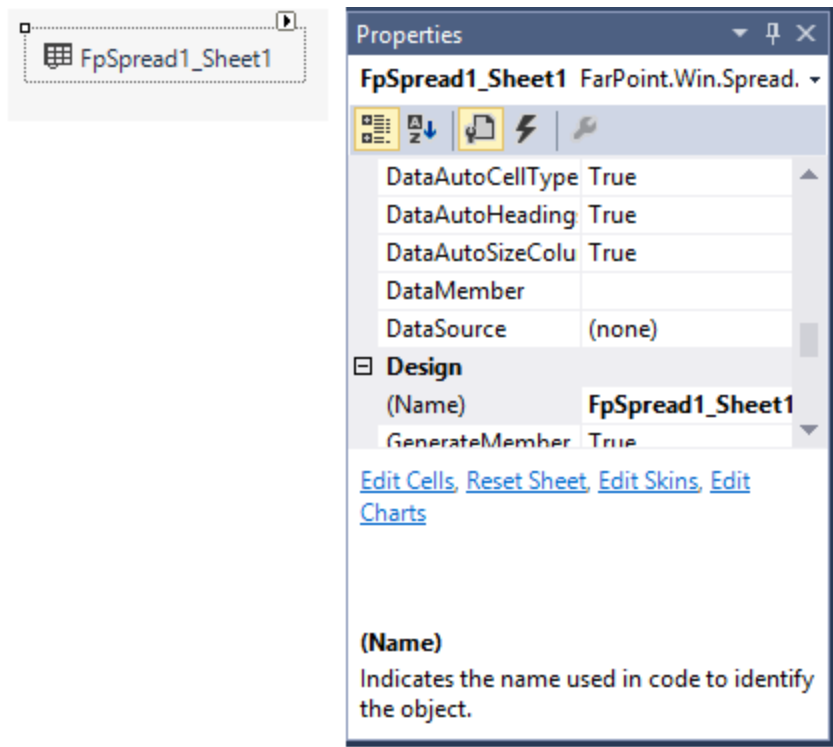 FpSpread1_Sheet1
Properties
FpSpread1_Sheet1 FarPoint.Win.Spread.
DataAutoCellType True
DataAutoHeading True
DataAutoSizeColu True
DataMember
DataSource (none)
Design
(Name) FpSpread1_Sheet1
GenerateMember True
Edit Cells, Reset Sheet, Edit Skins, Edit
Charts
(Name)
Indicates the name used in code to identify
the object.